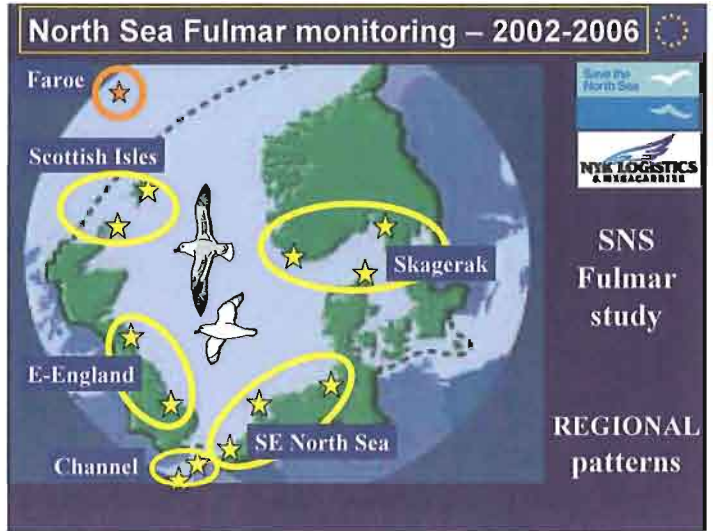 North Sea Fulmar monitoring – 2002-2006
Faroe
Save the
North Sea
Scottish Isles
NYK LOGISTICS
& MEGACARRIER
SNS
Fulmar
study
Skagerak
E-England
SE North Sea
Channel
REGIONAL
patterns